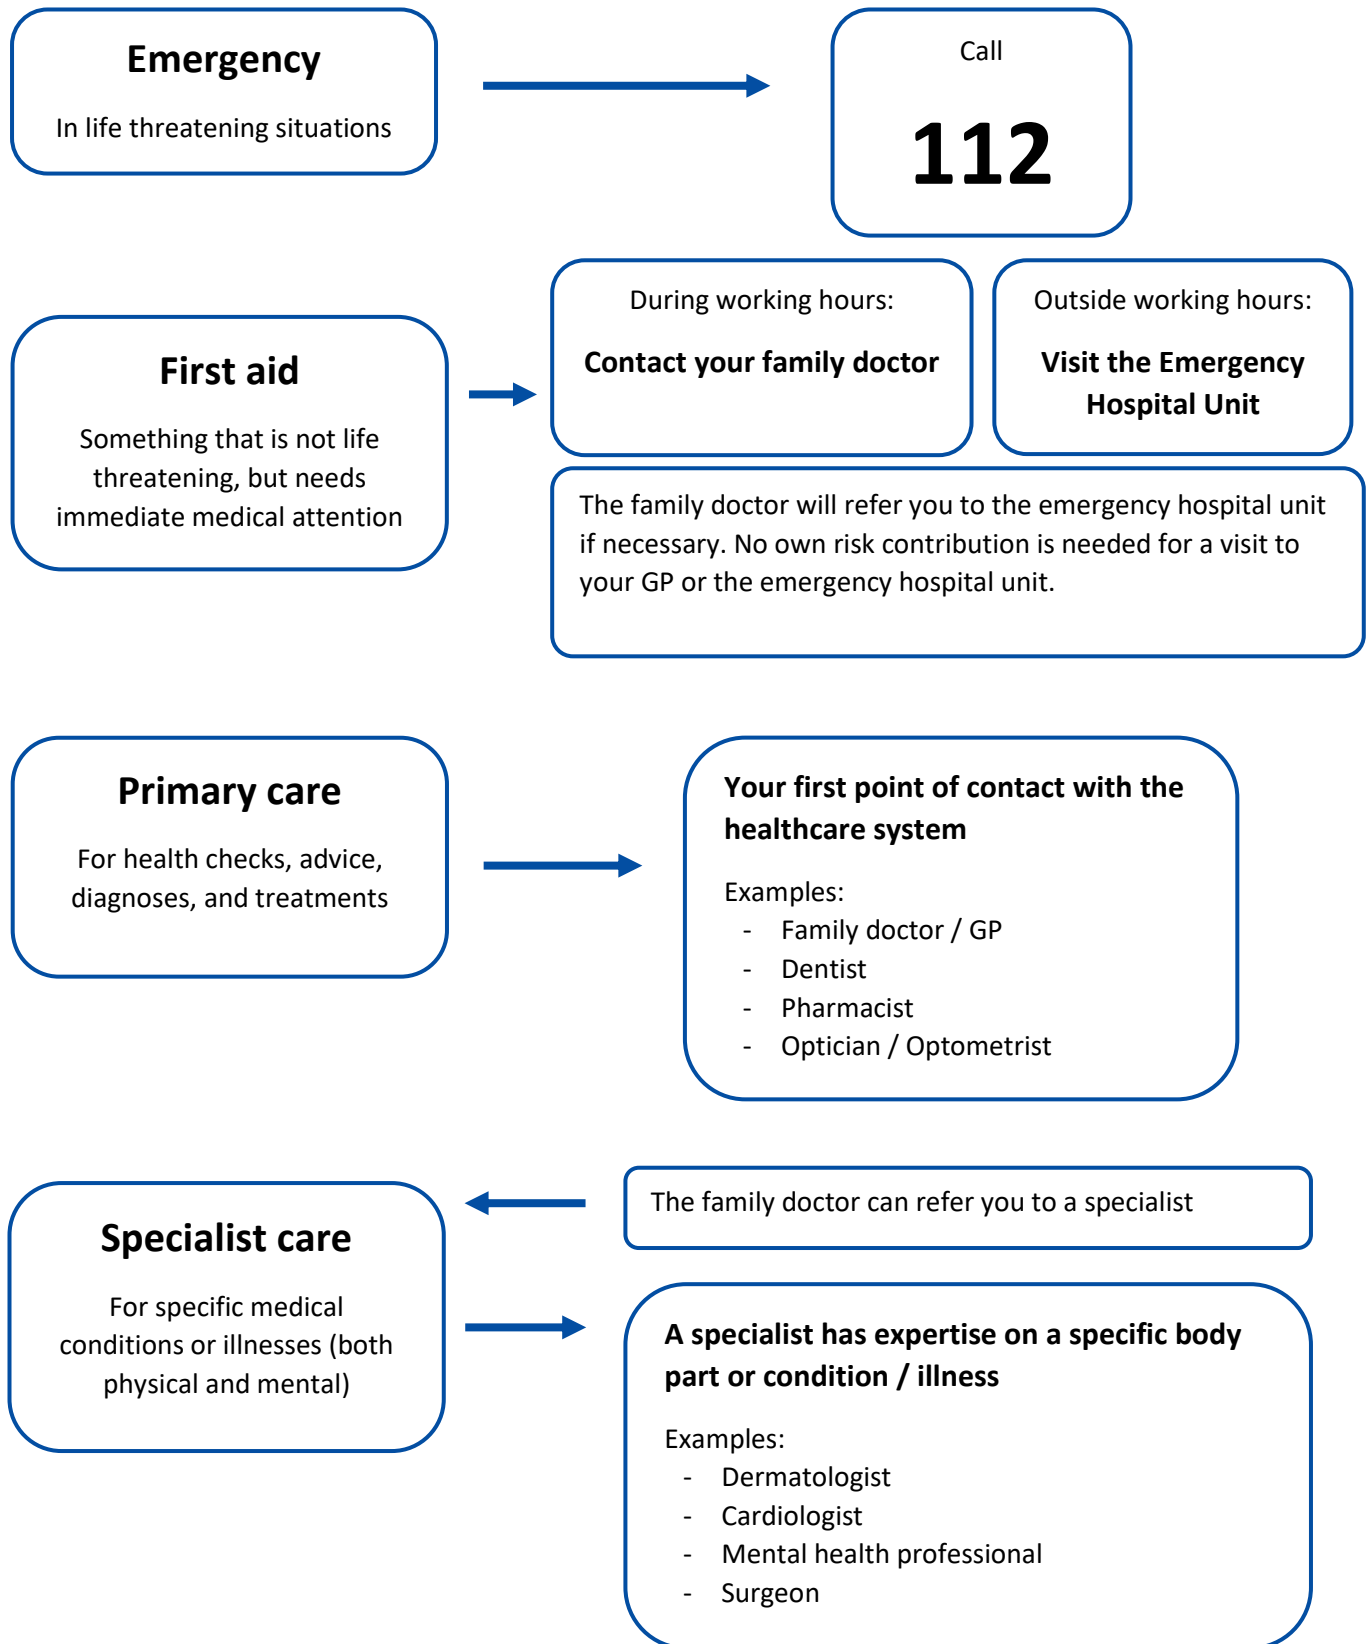 Emergency
In life threatening situations
Call
112
First aid
Something that is not life
threatening, but needs
immediate medical attention
During working hours:
Contact your family doctor
Outside working hours:
Visit the Emergency
Hospital Unit
The family doctor will refer you to the emergency hospital unit
if necessary. No own risk contribution is needed for a visit to
your GP or the emergency hospital unit.
Primary care
For health checks, advice,
diagnoses, and treatments
Your first point of contact with the
healthcare system
Examples:
- Family doctor / GP
- Dentist
- Pharmacist
- Optician / Optometrist
Specialist care
For specific medical
conditions or illnesses (both
physical and mental)
The family doctor can refer you to a specialist
A specialist has expertise on a specific body
part or condition / illness
Examples:
- Dermatologist
- Cardiologist
- Mental health professional
- Surgeon